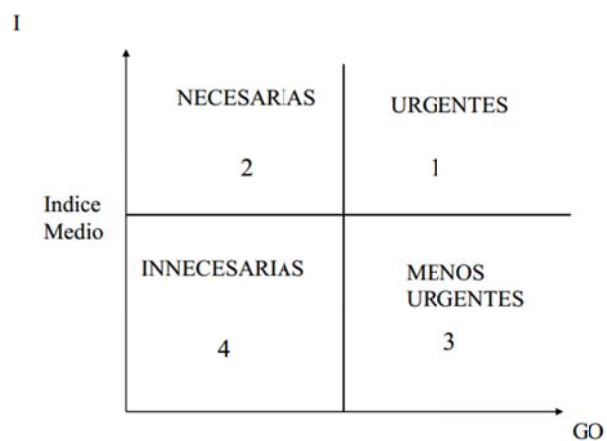 I
NECESARIAS
URGENTES
2
1
Indice
Medio
INNECESARIAS
MENOS
URGENTES
4
3
GO